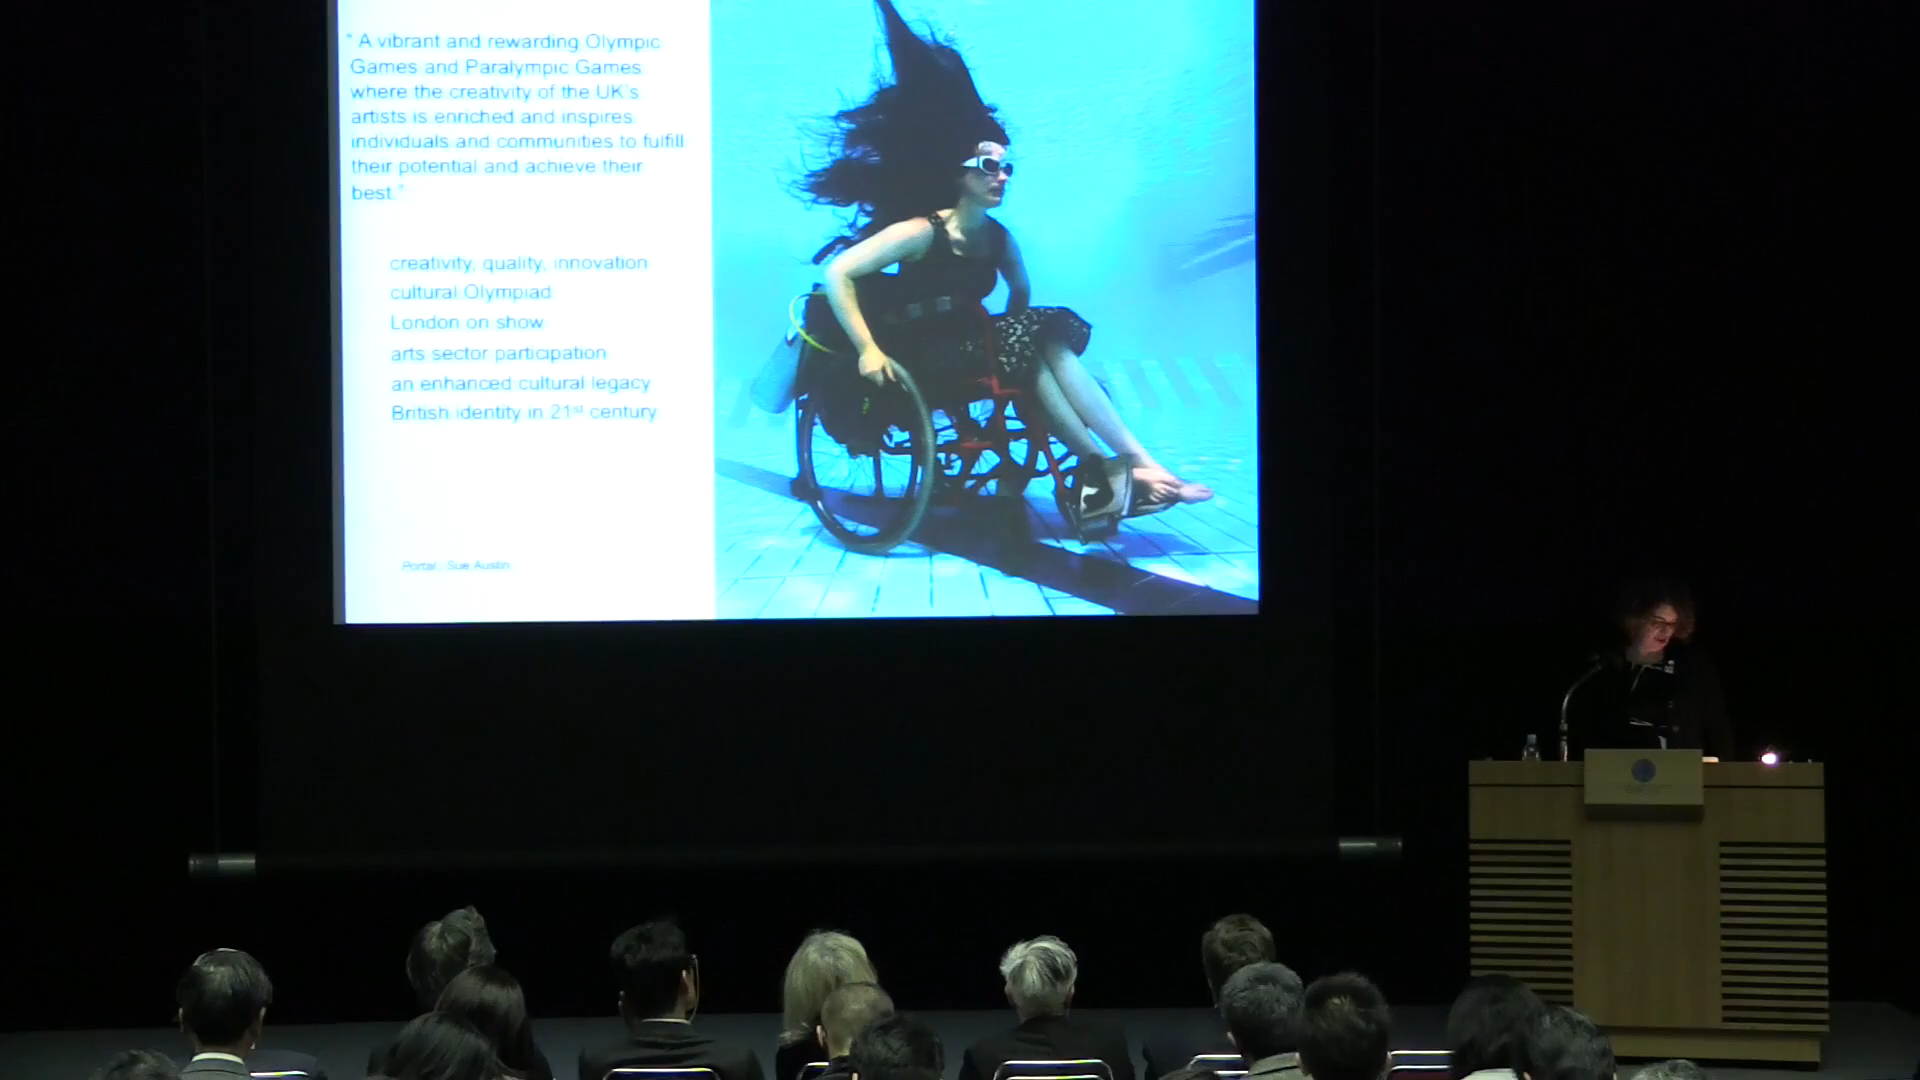 " A vibrant and rewarding Olympic
Games and Paralympic Games
where the creativity of the UK's
artists is enriched and inspires
individuals and communities to fulfill
their potential and achieve their
best."
creativity, quality, innovation
cultural Olympiad
London on show
arts sector participation
an enhanced cultural legacy
British identity in 21st century
Portal, Sue Austin